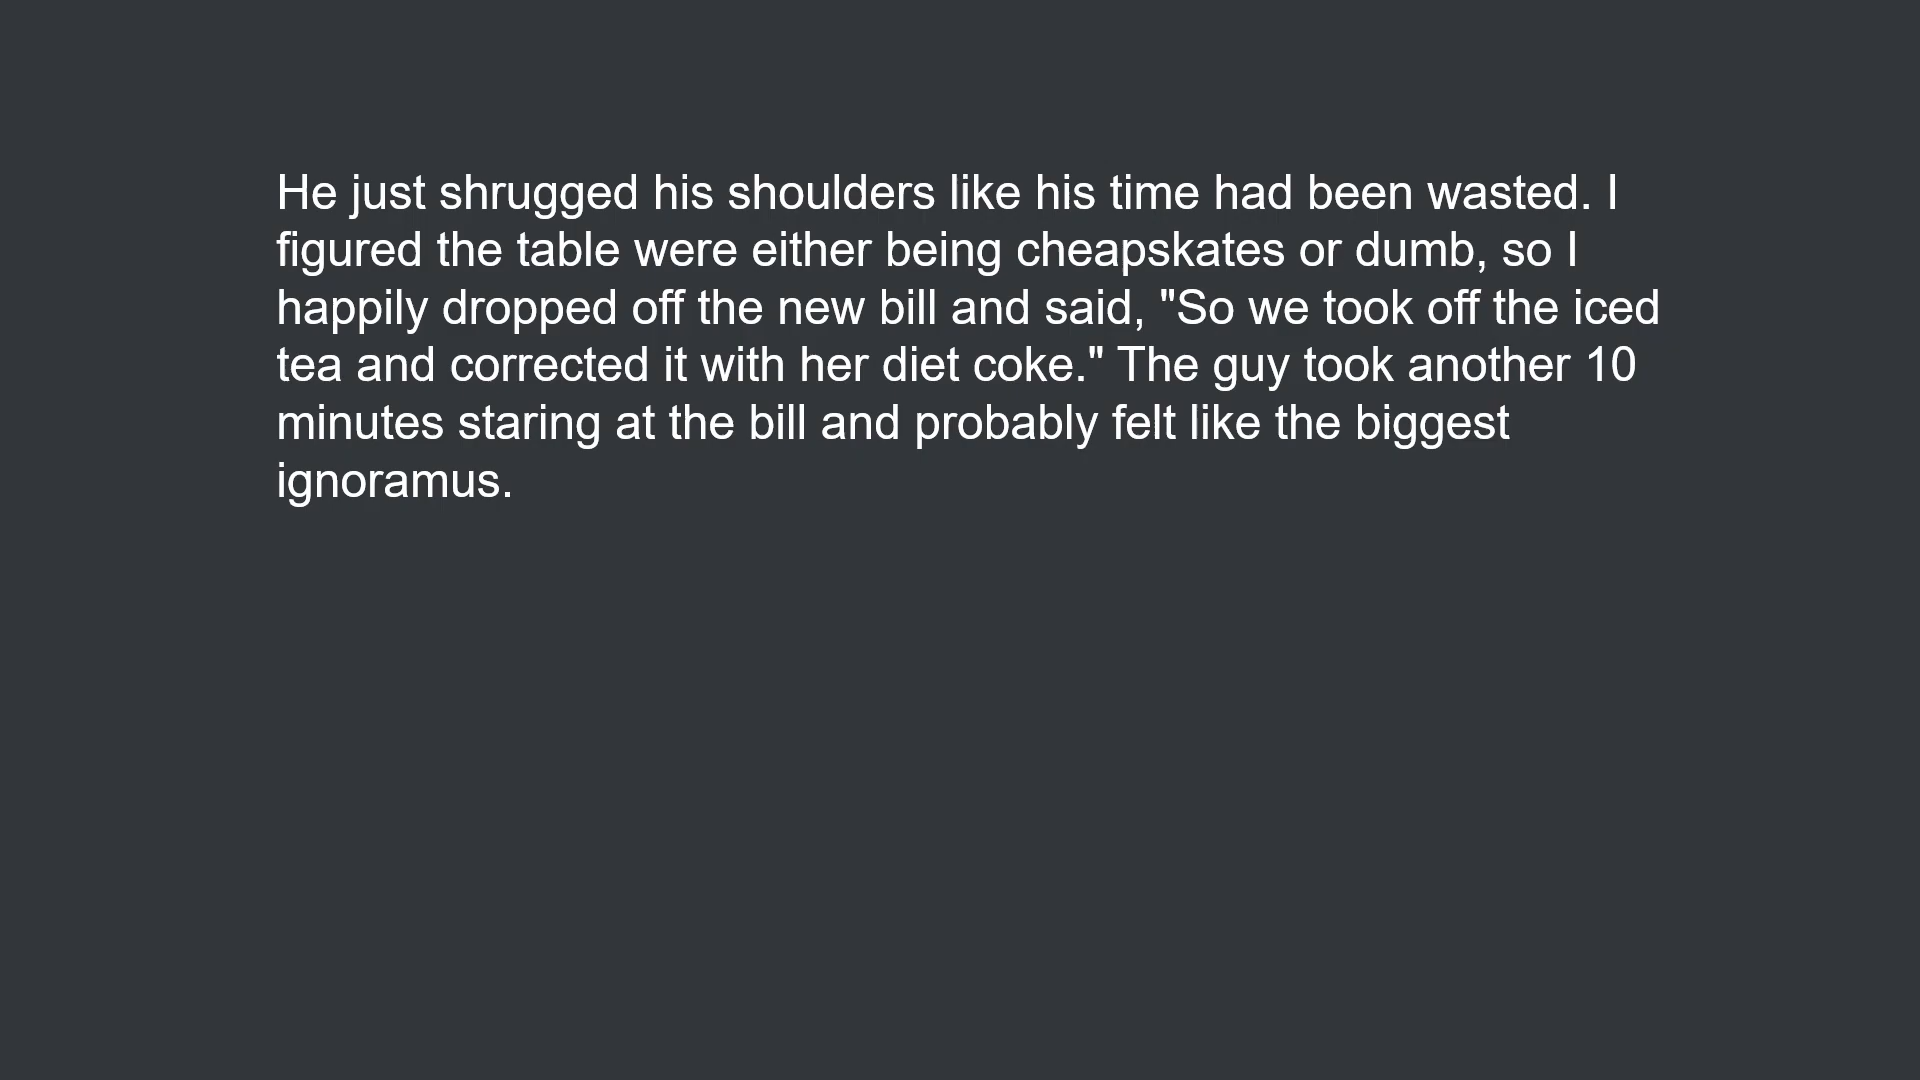 He just shrugged his shoulders like his time had been wasted. I
figured the table were either being cheapskates or dumb, so I
happily dropped off the new bill and said, "So we took off the iced
tea and corrected it with her diet coke." The guy took another 10
minutes staring at the bill and probably felt like the biggest
ignoramus.